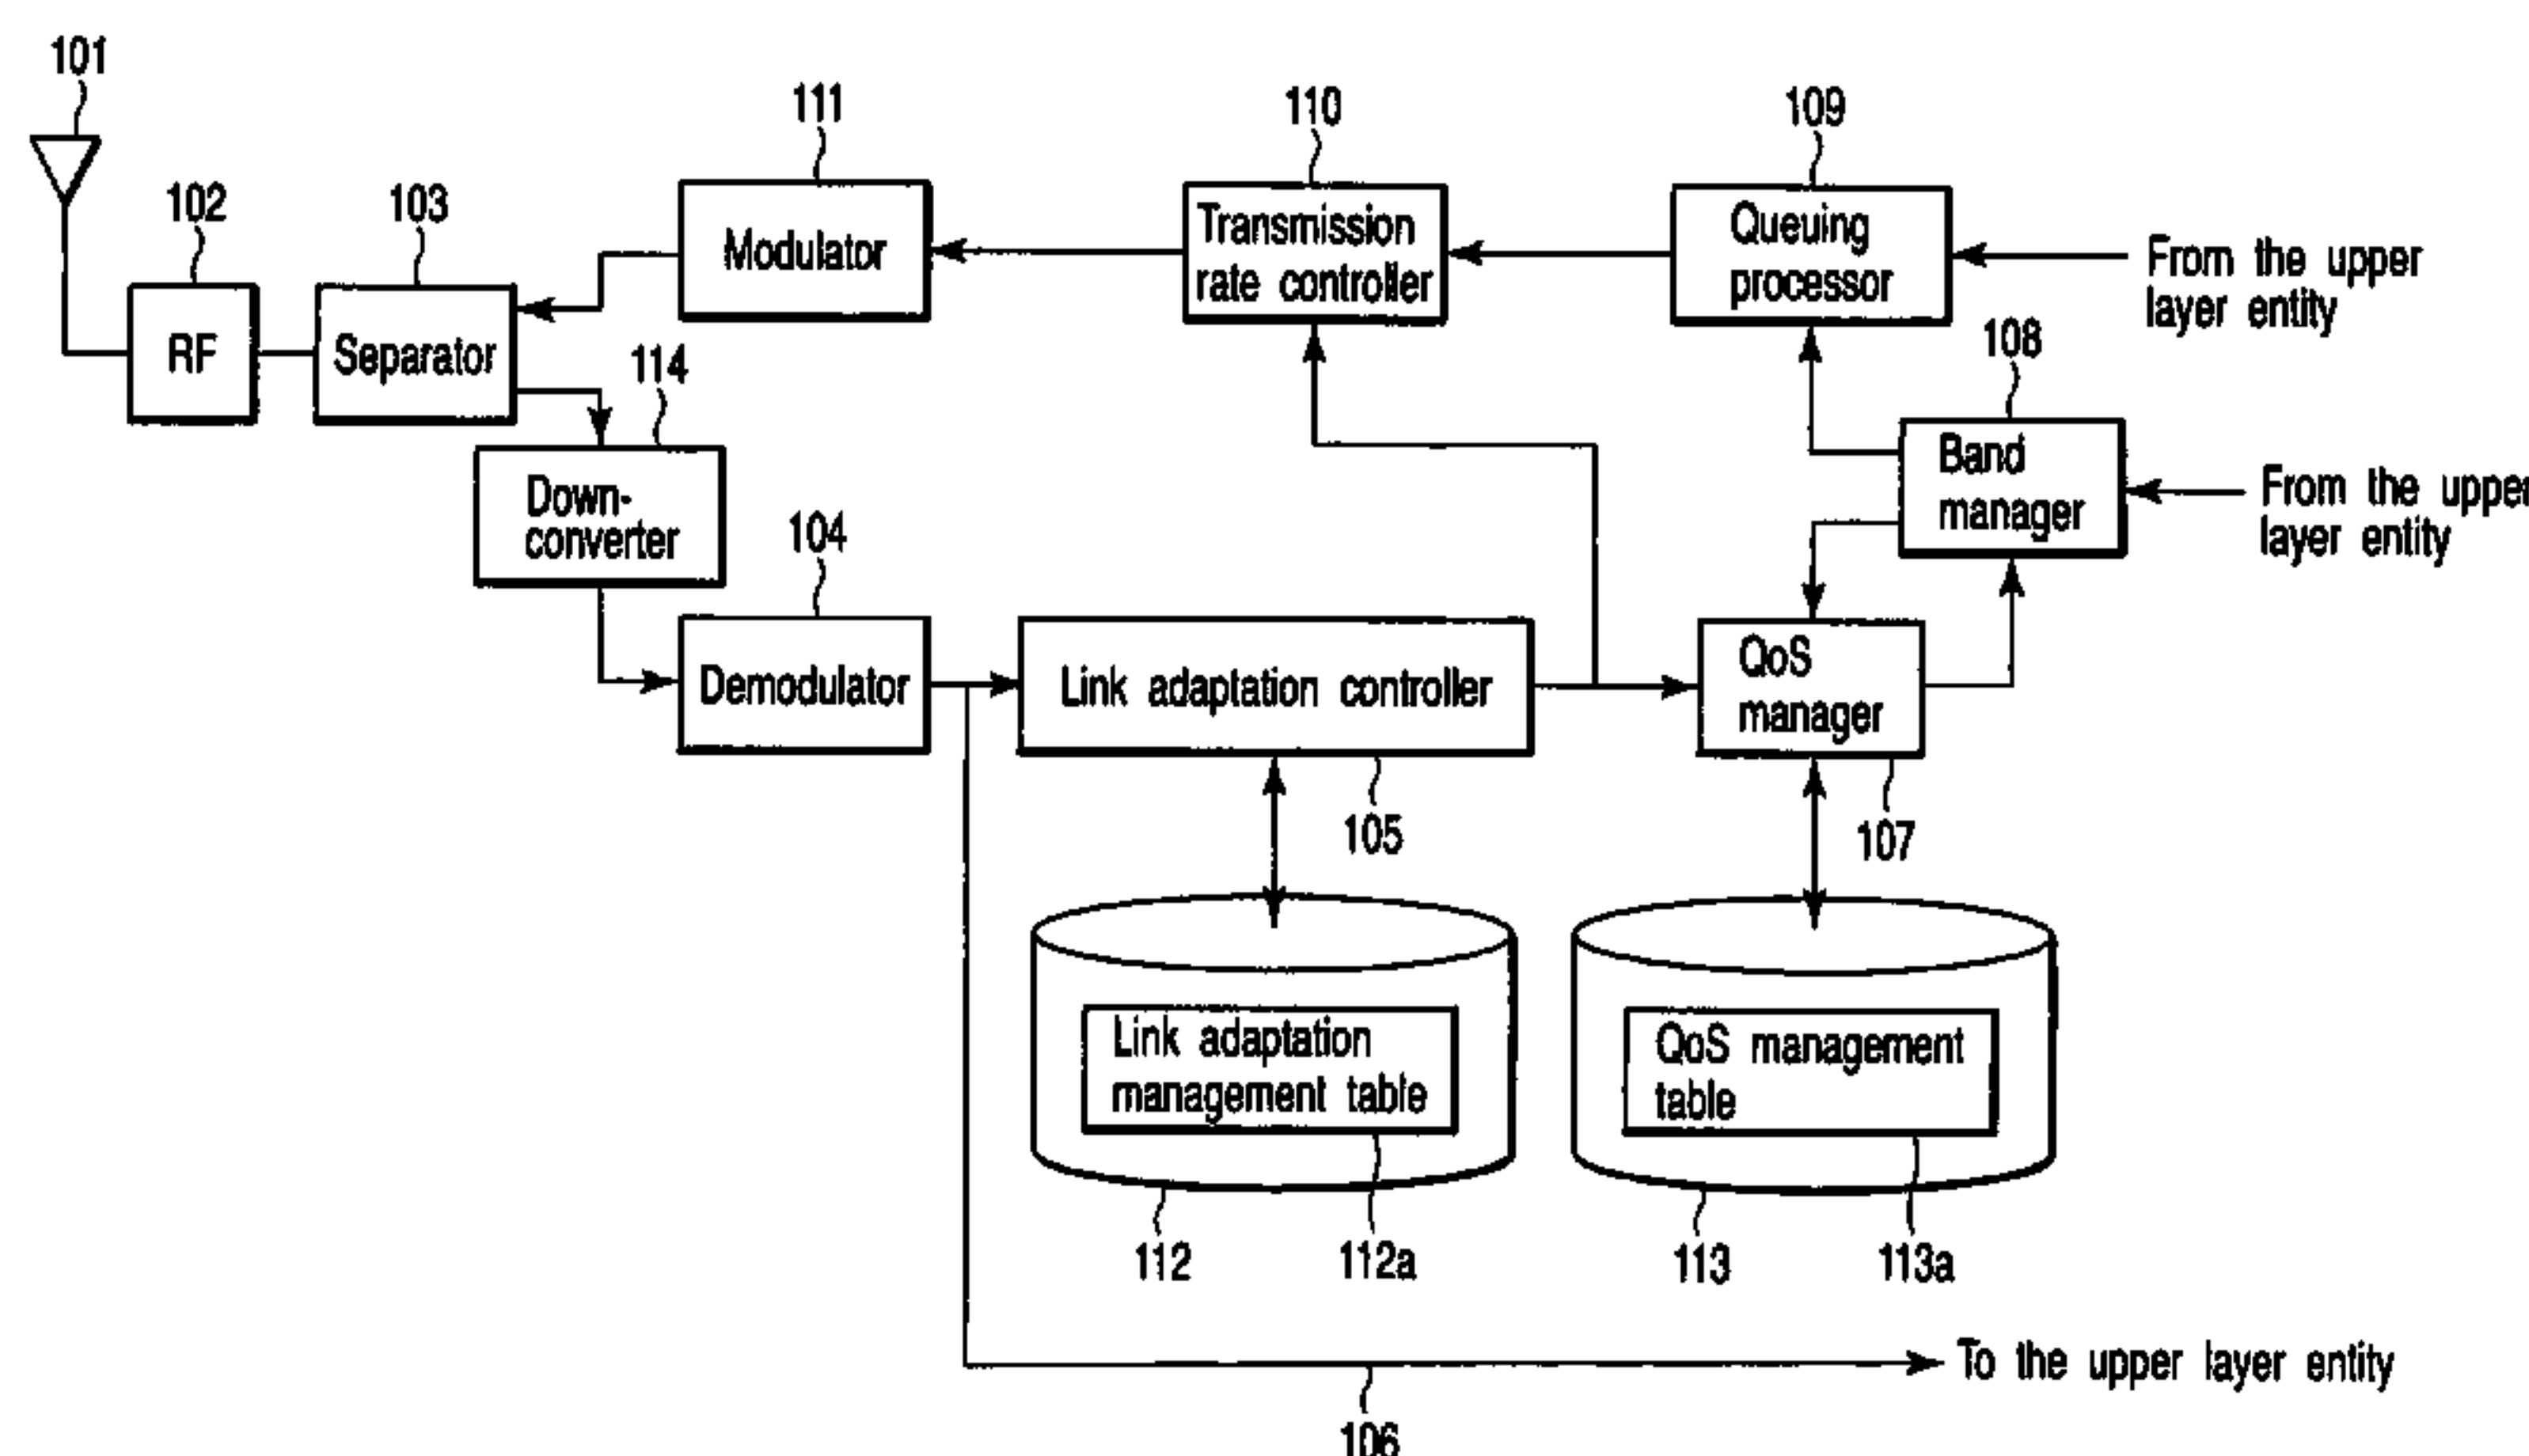 101
111
110
109
102
103
Modulator
Transmission
rate controller
Queuing
processor
From the upper
layer entity
RF
Separator
114
108
Down-
converter
Band
manager
From the upper
layer entity
104
Demodulator
Link adaptation controller
QoS
manager
105
107
Link adaptation
management table
QoS management
table
112
112a
113
113a
To the upper layer entity
106